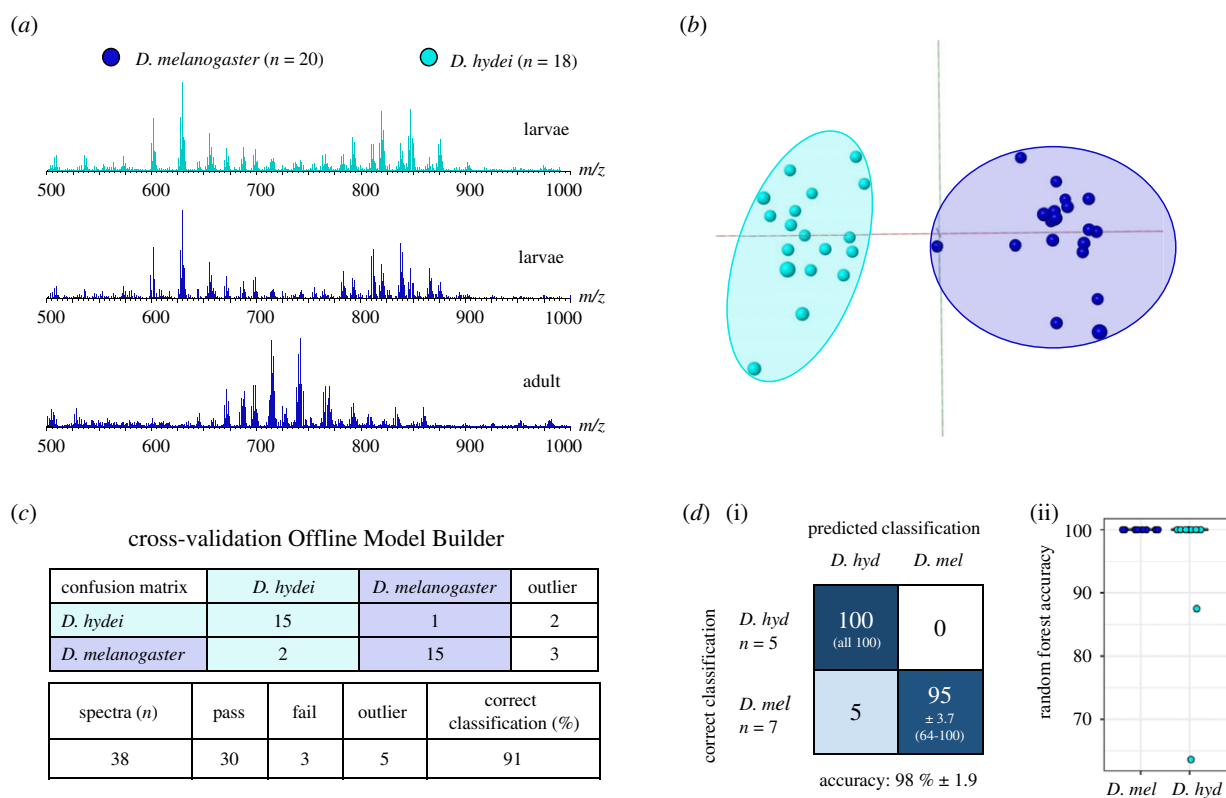 (a)
D. melanogaster (n = 20)
D. hydei (n = 18)
larvae
500 600 700 800 900 1000 m/z
larvae
500 600 700 800 900 1000 m/z
adult
500 600 700 800 900 1000 m/z
(b)
(c)
cross-validation Offline Model Builder
confusion matrix D. hydei D. melanogaster outlier
D. hydei 15 1 2
D. melanogaster 2 15 3
spectra (n) pass fail outlier correct classification (%)
38 30 3 5 91
(d) (i)
predicted classification
D. hyd D. mel
correct classification
D. hyd
n = 5
100
(all 100)
0
D. mel
n = 7
5
95
± 3.7
(64-100)
accuracy: 98 % ± 1.9
(ii)
random forest accuracy
100
90
80
70
D. mel D. hyd